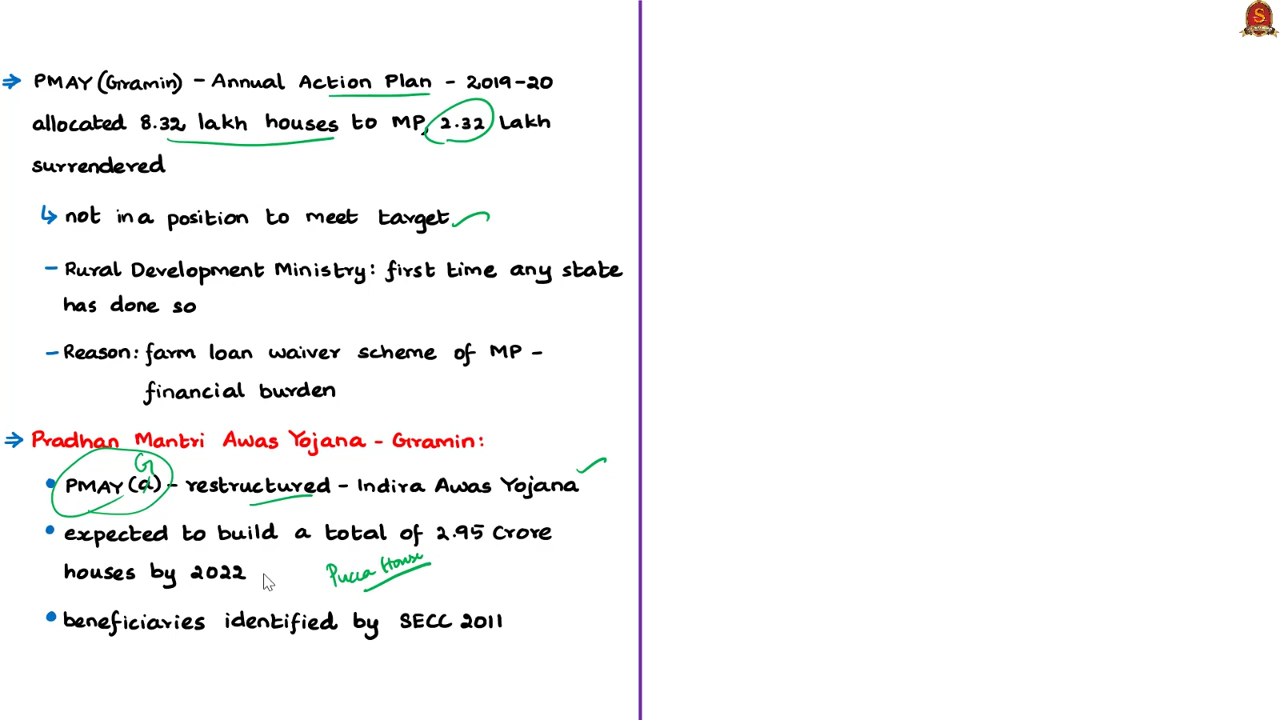 ⇒ PMAY (Gramin) - Annual Action Plan - 2019-20
allocated 8.32 lakh houses to MP, 2.32 Lakh
surrendered
↳ not in a position to meet target
- Rural Development Ministry: first time any state
has done so
- Reason: farm loan waiver scheme of MP -
financial burden
⇒ Pradhan Mantri Awas Yojana - Gramin:
G
• PMAY (G) - restructured - Indira Awas Yojana
• expected to build a total of 2.95 Crore
houses by 2022
Pucca House
• beneficiaries identified by SECC 2011
S